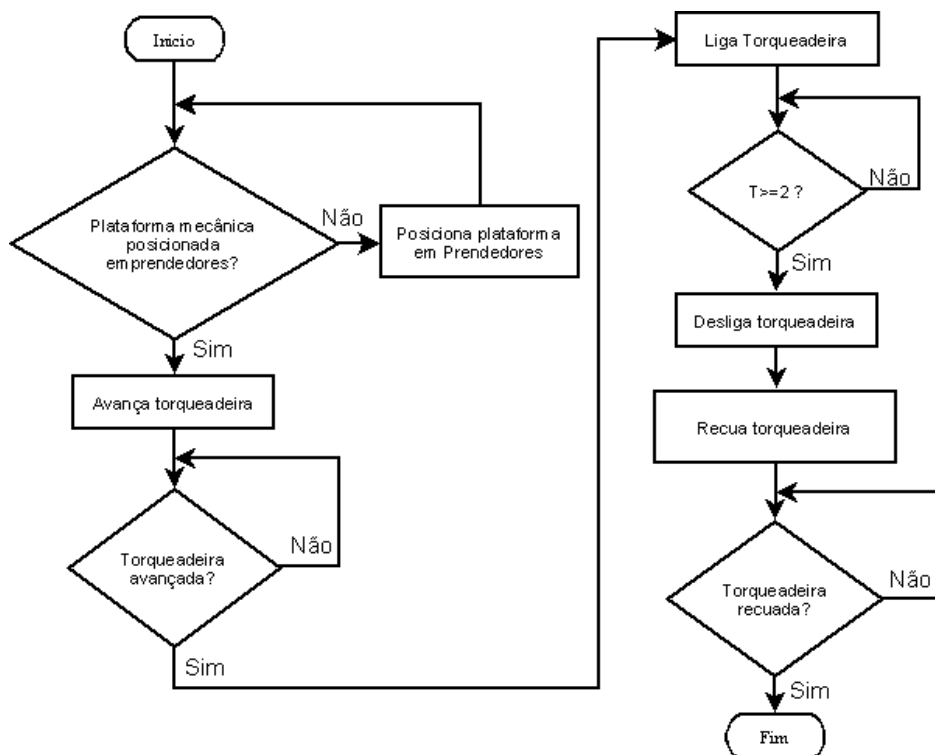 Inicio
Plataforma mecânica
posicionada
em prendedores?
Não
Posiciona plataforma
em Prendedores
Sim
Avança torqueadeira
Torqueadeira
avançada?
Não
Sim
Liga Torqueadeira
T>=2 ?
Não
Sim
Desliga torqueadeira
Recua torqueadeira
Torqueadeira
recuada?
Não
Sim
Fim